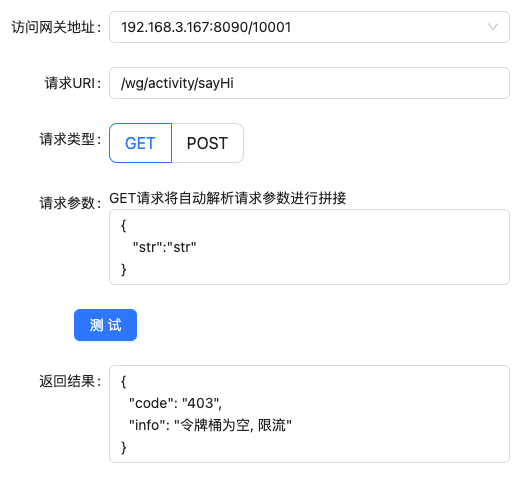 访问网关地址： 192.168.3.167:8090/10001
请求URI： /wg/activity/sayHi
请求类型： GET POST
请求参数： GET请求将自动解析请求参数进行拼接
{
"str":"str"
}
测 试
返回结果： {
"code": "403",
"info": "令牌桶为空, 限流"
}